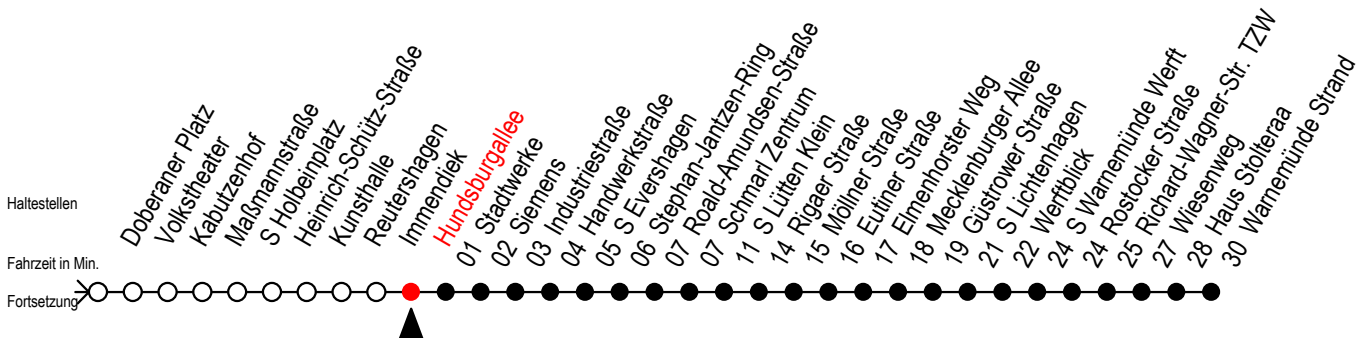 Haltestellen
Fahrzeit in Min.
Fortsetzung
Doberaner Platz
Volkstheater
Kabutzenhof
Maßmannstraße
S Holbeinplatz
Heinrich-Schütz-Straße
Kunsthalle
Reutershagen
Immendiek
Hundsburgallee
01 Stadtwerke
02 Siemens
03 Industriestraße
04 Handwerkstraße
05 S Evershagen
06 Stephan-Jantzen-Ring
07 Roald-Amundsen-Straße
07 Schmarl Zentrum
11 S Lütten Klein
14 Rigaer Straße
15 Möllner Straße
16 Eutiner Straße
17 Elmenhorster Weg
18 Mecklenburger Allee
19 Güstrower Straße
21 S Lichtenhagen
22 Werftblick
24 S Warnemünde Werft
24 Rostocker Straße
25 Richard-Wagner-Str. TZW
27 Wiesenweg
28 Haus Stolteraa
30 Warnemünde Strand